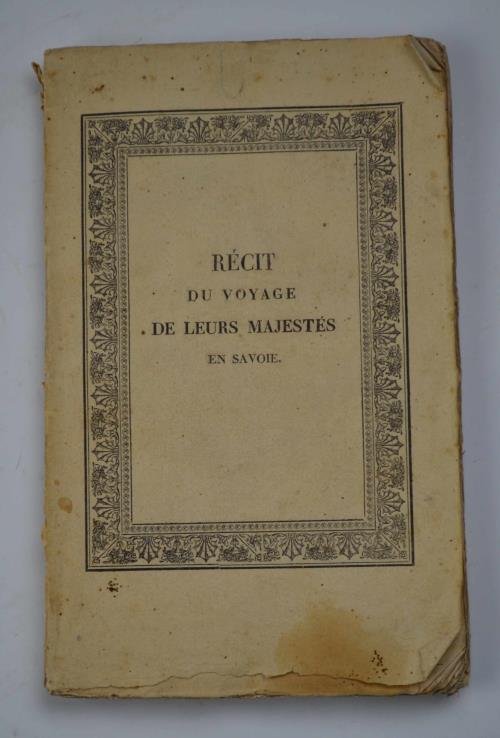 RÉCIT
DU VOYAGE
DE LEURS MAJESTÉS
EN SAVOIE.